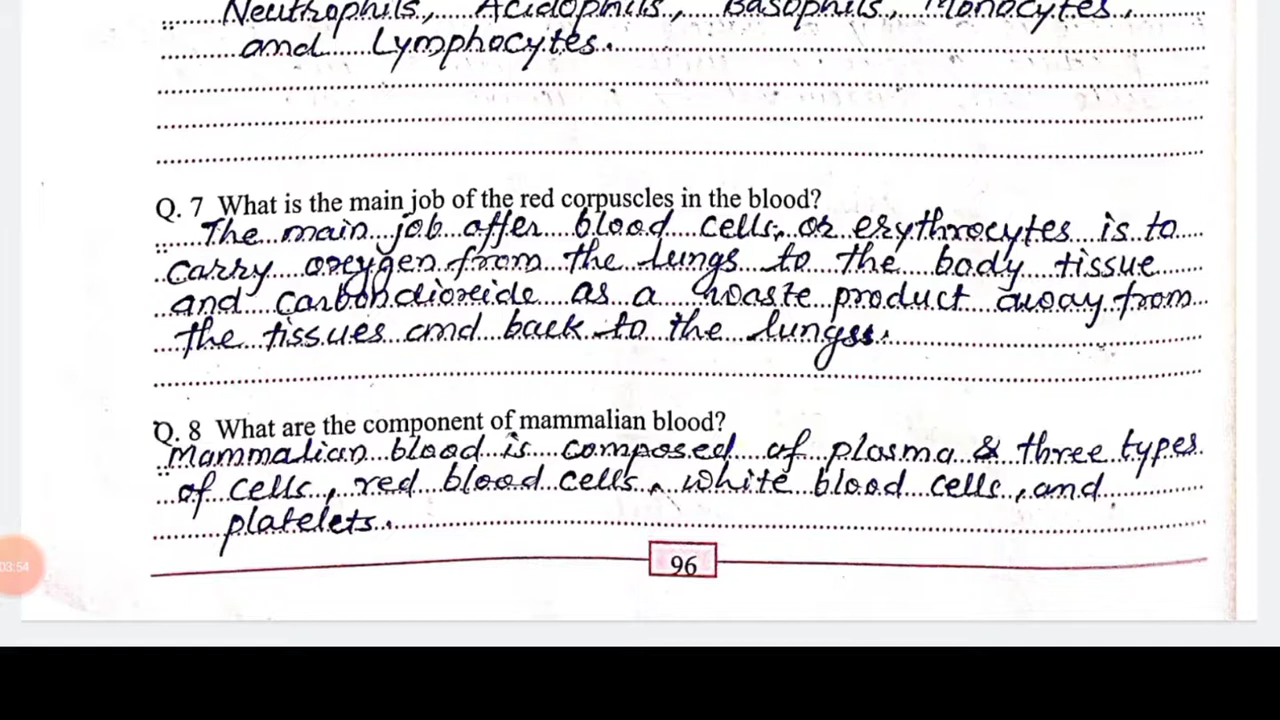 Neutrophils, Acidophils, Basophils, Monocytes,
and Lymphocytes.
Q. 7 What is the main job of the red corpuscles in the blood?
The main job offer blood cells, or erythrocytes is to
carry oxygen from the lungs to the body tissue
and carbondioxide as a waste product away from
the tissues and back to the lungs.
Q. 8 What are the component of mammalian blood?
Mammalian blood is composed of plasma & three types
of cells, red blood cells, white blood cells, and
platelets.
96
03:54